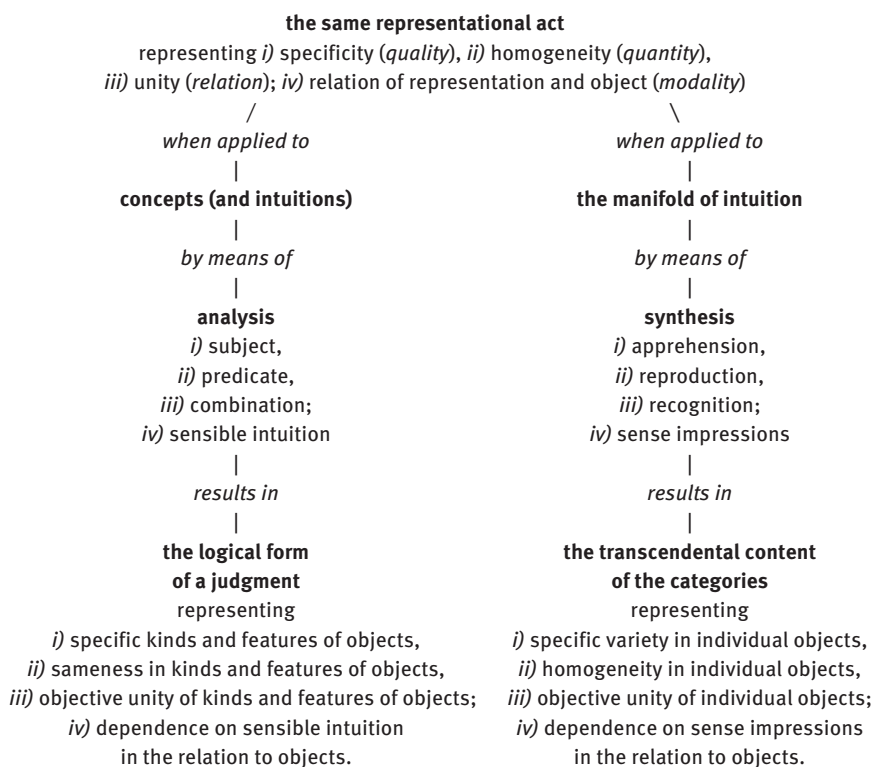 the same representational act
representing i) specificity (quality), ii) homogeneity (quantity),
iii) unity (relation); iv) relation of representation and object (modality)
/ \
when applied to when applied to
| |
concepts (and intuitions) the manifold of intuition
| |
by means of by means of
| |
analysis synthesis
i) subject, i) apprehension,
ii) predicate, ii) reproduction,
iii) combination; iii) recognition;
iv) sensible intuition iv) sense impressions
| |
results in results in
| |
the logical form the transcendental content
of a judgment of the categories
representing representing
i) specific kinds and features of objects, i) specific variety in individual objects,
ii) sameness in kinds and features of objects, ii) homogeneity in individual objects,
iii) objective unity of kinds and features of objects; iii) objective unity of individual objects;
iv) dependence on sensible intuition iv) dependence on sense impressions
in the relation to objects. in the relation to objects.